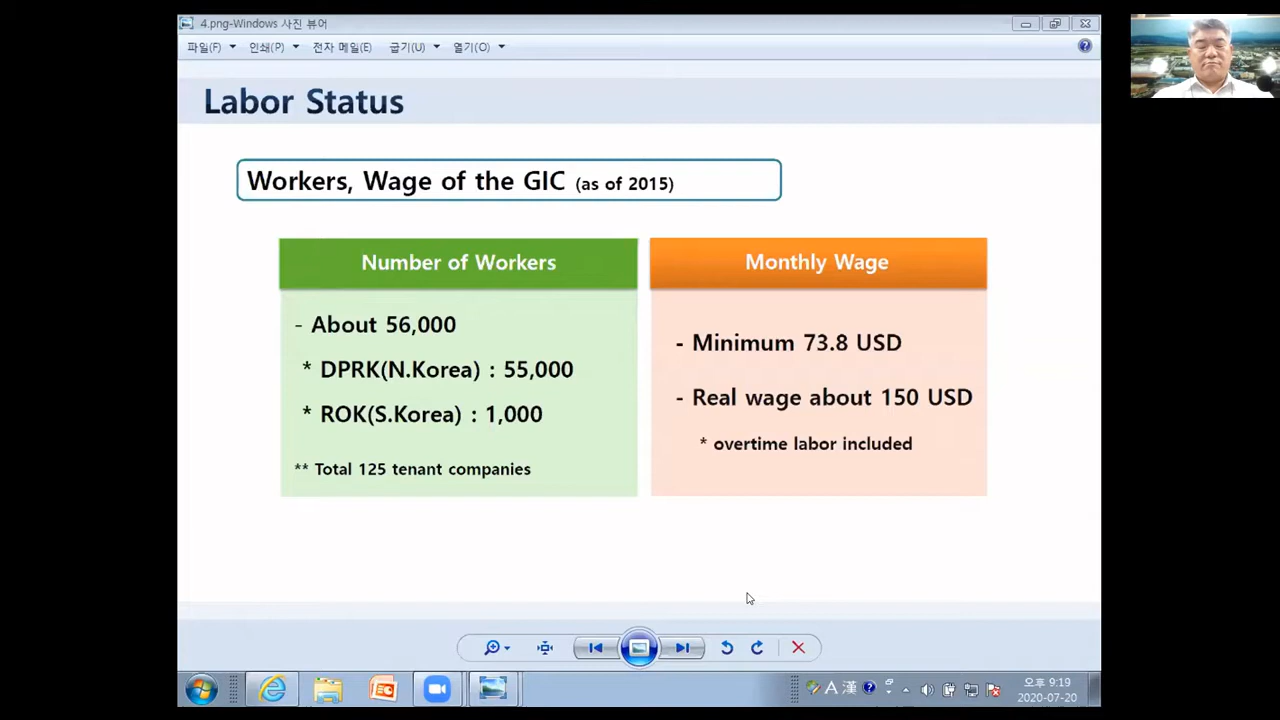 4.png-Windows 사진 뷰어
파일(F) 인쇄(P) 전자 메일(E) 굽기(U) 열기(O)
Labor Status
Workers, Wage of the GIC (as of 2015)
Number of Workers
- About 56,000
* DPRK(N.Korea) : 55,000
* ROK(S.Korea) : 1,000
** Total 125 tenant companies
Monthly Wage
- Minimum 73.8 USD
- Real wage about 150 USD
* overtime labor included
A 漢
오후 9:19
2020-07-20